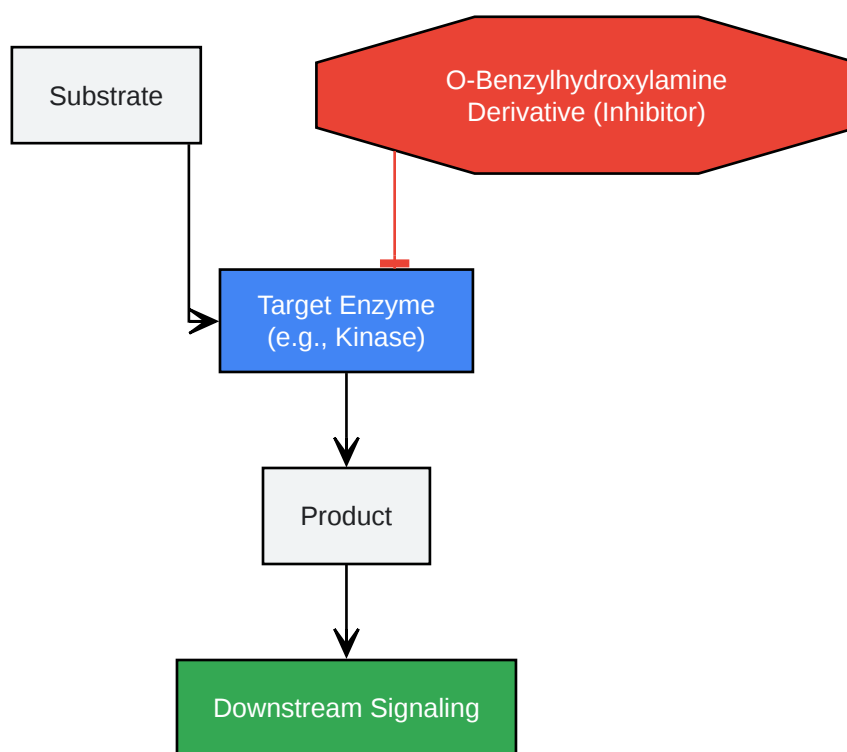 Substrate
O-Benzylhydroxylamine
Derivative (Inhibitor)
Target Enzyme
(e.g., Kinase)
Product
Downstream Signaling